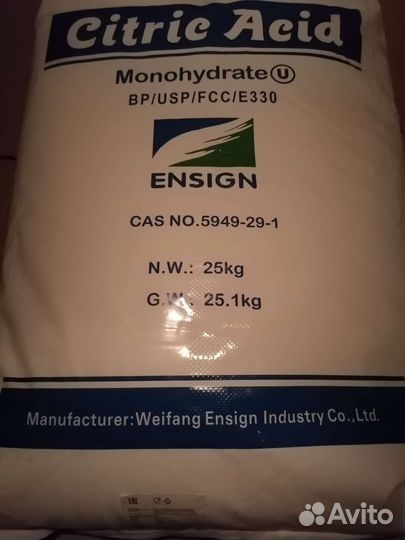 Citric Acid
Monohydrate U
BP/USP/FCC/E330
ENSIGN
CAS NO.5949-29-1
N.W.: 25kg
G.W.: 25.1kg
Manufacturer:Weifang Ensign Industry Co.,Ltd.
EAC
Avito